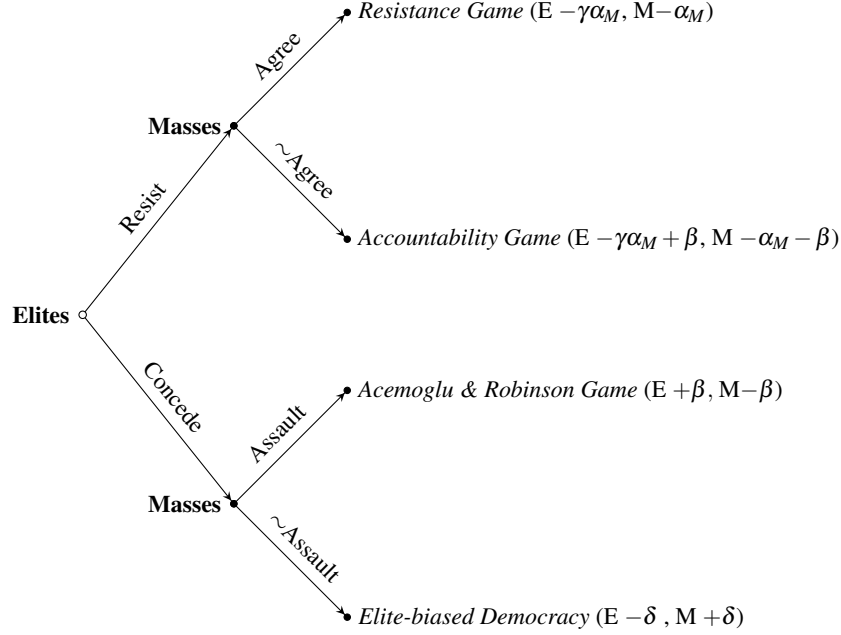 Resistance Game (E −γα_M, M−α_M)
Agree
Masses
∼Agree
Resist
Accountability Game (E −γα_M + β, M −α_M − β)
Elites
Concede
Acemoglu & Robinson Game (E +β, M−β)
Assault
Masses
∼Assault
Elite-biased Democracy (E −δ , M +δ)